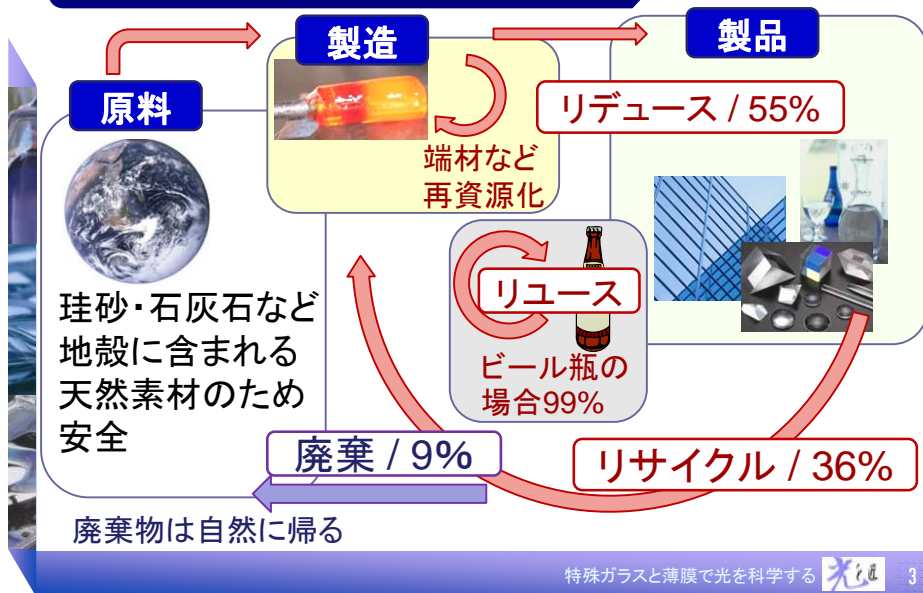 製造
製品
原料
リデュース / 55%
端材など
再資源化
リユース
ビール瓶の
場合99%
珪砂・石灰石など
地殻に含まれる
天然素材のため
安全
廃棄 / 9%
リサイクル / 36%
廃棄物は自然に帰る
特殊ガラスと薄膜で光を科学する 光を匠 3